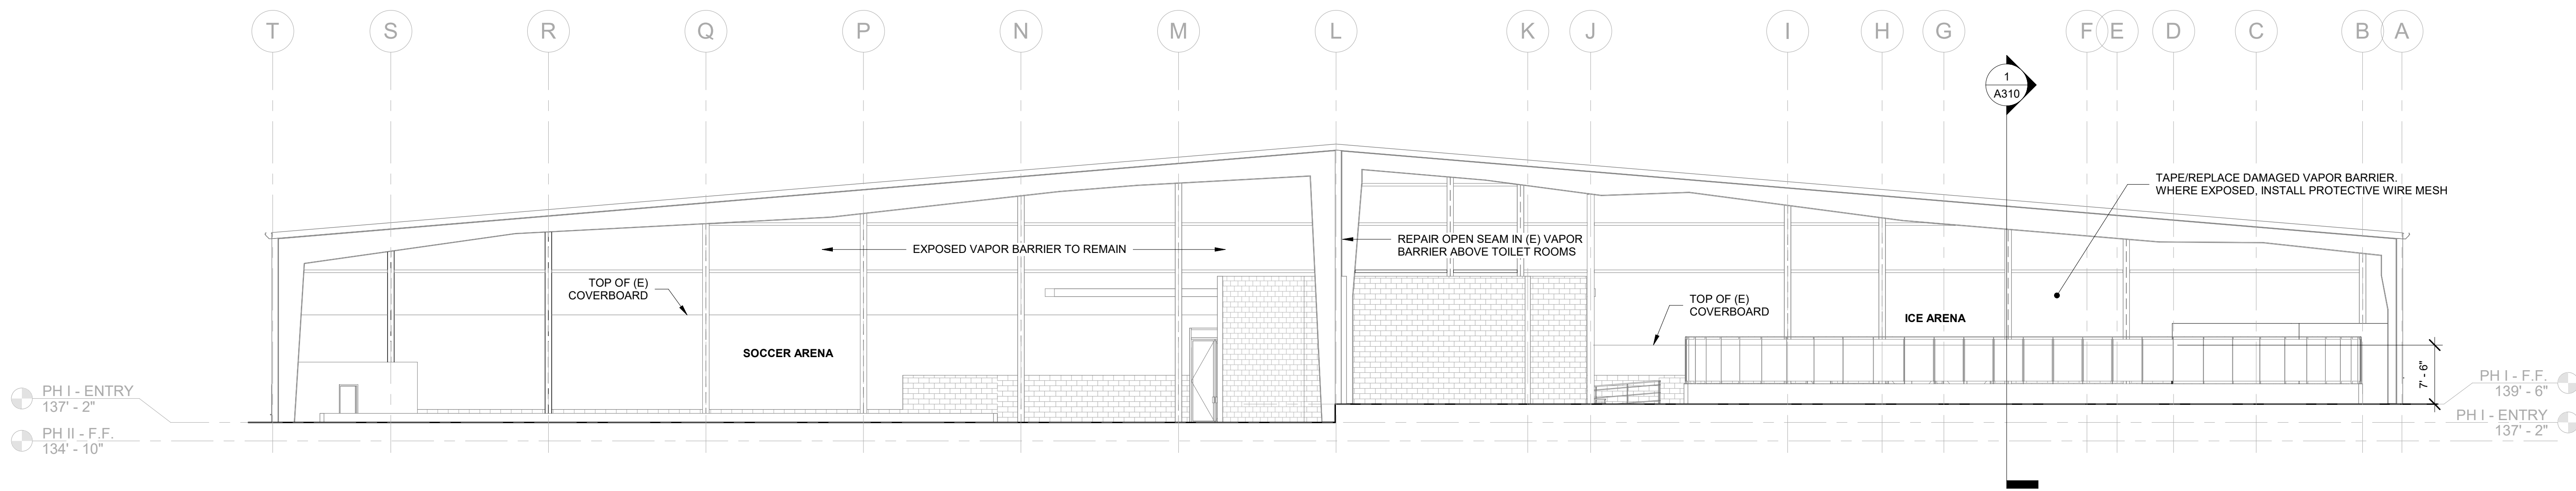 T
S
R
Q
P
N
M
L
K
J
I
H
G
F
E
D
C
B
A
1
A310
TAPE/REPLACE DAMAGED VAPOR BARRIER.
WHERE EXPOSED, INSTALL PROTECTIVE WIRE MESH
EXPOSED VAPOR BARRIER TO REMAIN
REPAIR OPEN SEAM IN (E) VAPOR
BARRIER ABOVE TOILET ROOMS
TOP OF (E)
COVERBOARD
TOP OF (E)
COVERBOARD
ICE ARENA
SOCCER ARENA
7' - 6"
PH I - ENTRY
137' - 2"
PH II - F.F.
134' - 10"
PH I - F.F.
139' - 6"
PH I - ENTRY
137' - 2"